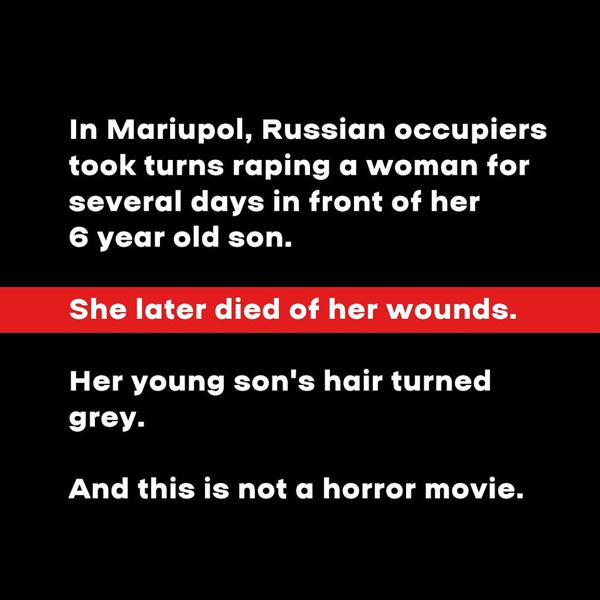 In Mariupol, Russian occupiers
took turns raping a woman for
several days in front of her
6 year old son.
She later died of her wounds.
Her young son's hair turned
grey.
And this is not a horror movie.